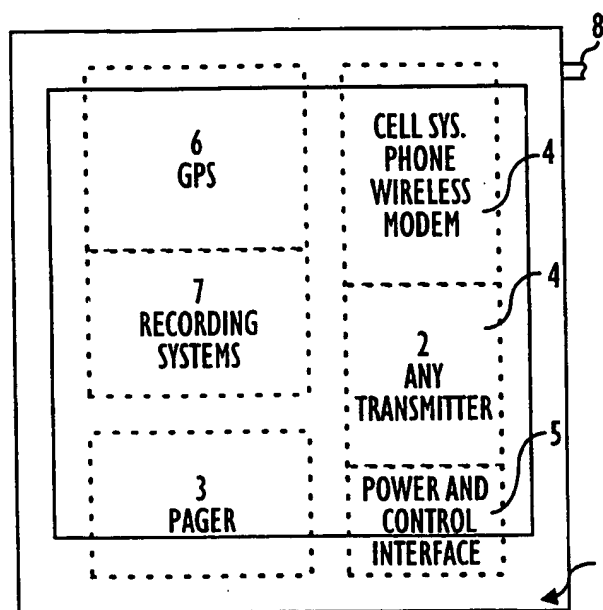 8
6
GPS
CELL SYS.
PHONE
WIRELESS
MODEM
4
7
RECORDING
SYSTEMS
4
2
ANY
TRANSMITTER
5
3
PAGER
POWER AND
CONTROL
INTERFACE